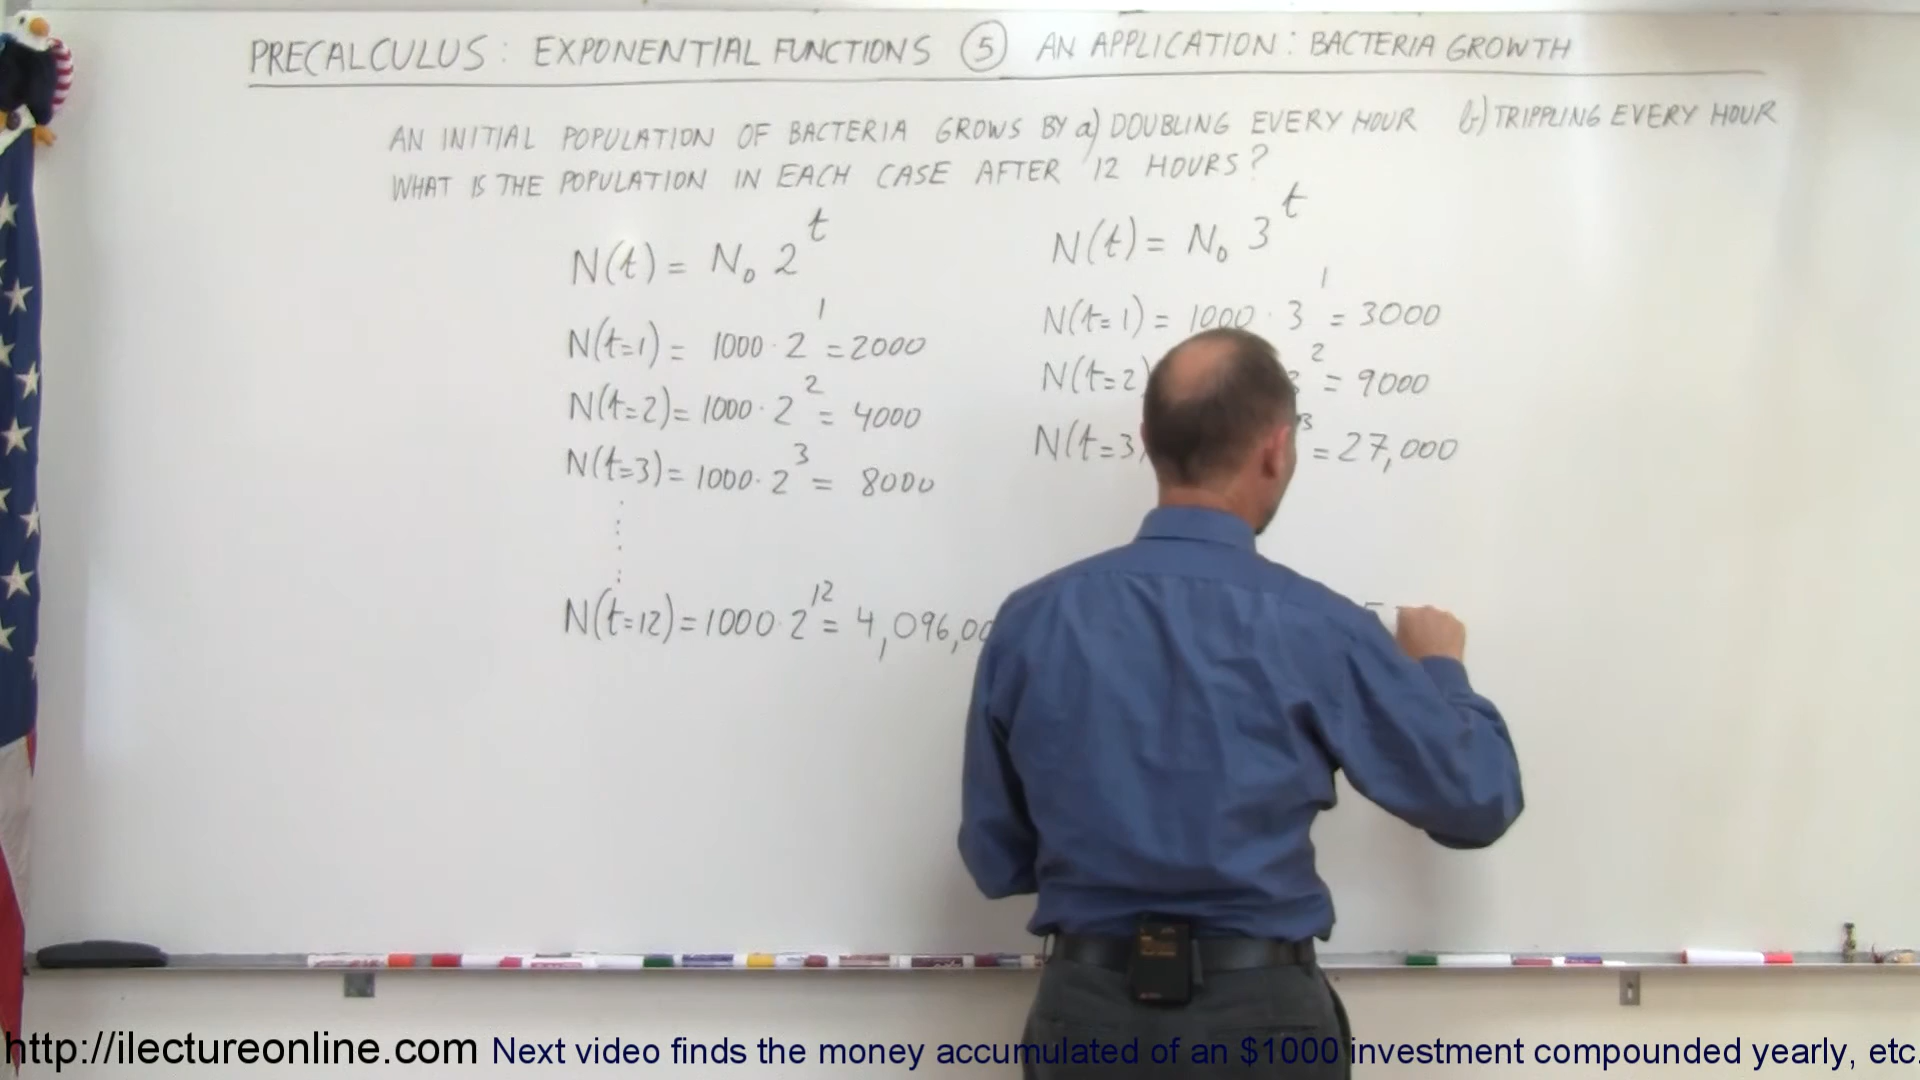 PRECALCULUS: EXPONENTIAL FUNCTIONS 5 AN APPLICATION: BACTERIA GROWTH
AN INITIAL POPULATION OF BACTERIA GROWS BY a) DOUBLING EVERY HOUR b) TRIPPLING EVERY HOUR
WHAT IS THE POPULATION IN EACH CASE AFTER 12 HOURS?
N(t) = N₀ 2^t
N(t=1) = 1000 · 2^1 = 2000
N(t=2) = 1000 · 2^2 = 4000
N(t=3) = 1000 · 2^3 = 8000
N(t=12) = 1000 · 2^12 = 4,096,00
N(t) = N₀ 3^t
N(t=1) = 1000 · 3^1 = 3000
N(t=2) 3^2 = 9000
N(t=3 3 = 27,000
http://ilectureonline.com Next video finds the money accumulated of an $1000 investment compounded yearly, etc.